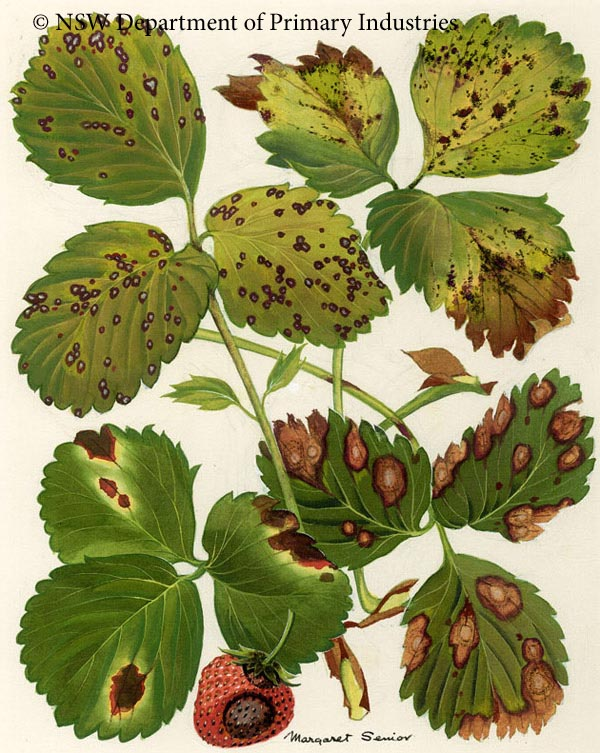 © NSW Department of Primary Industries
Margaret Senior